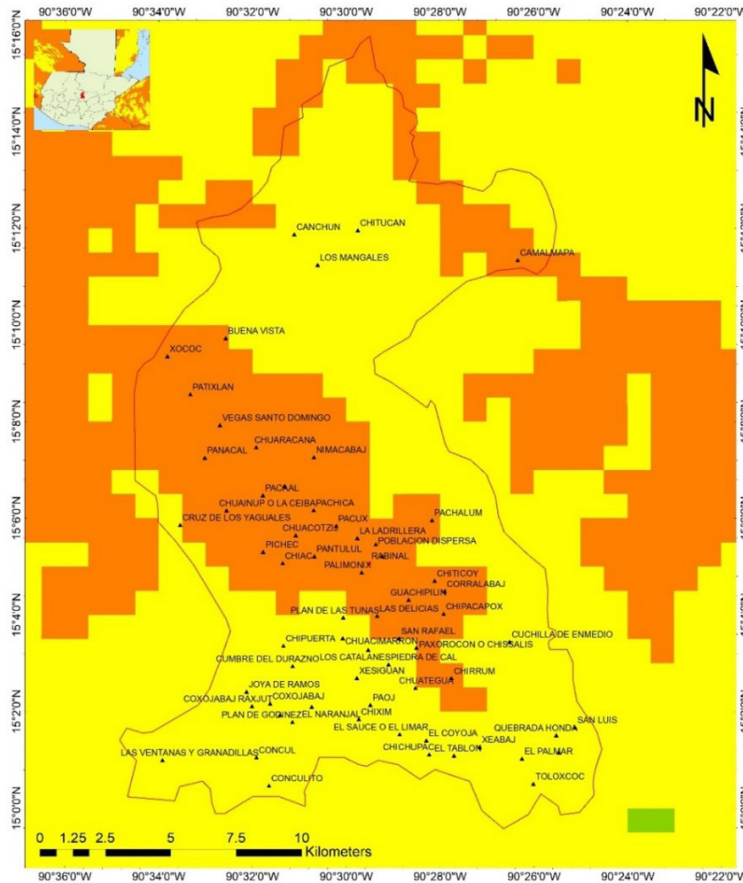 90°36'0"W 90°34'0"W 90°32'0"W 90°30'0"W 90°28'0"W 90°26'0"W 90°24'0"W 90°22'0"W
15°16'0"N
N
15°14'0"N
15°12'0"N
CANCHUN
CHITUCAN
LOS MANGALES
CAMALMAPA
15°10'0"N
BUENA VISTA
XOCOC
PATIXLAN
15°8'0"N
VEGAS SANTO DOMINGO
CHUARACANA
PANACAL
NIMACABAJ
PACAAL
CHUAINUP O LA CEIBA
PACHICA
15°6'0"N
CRUZ DE LOS YAGUALES
PACUX
PACHALUM
CHUACOTZIJ
LA LADRILLERA
POBLACION DISPERSA
PICHEC
CHIAC
PANTULUL
RABINAL
PALIMONIX
CHITICOY
CORRALABAJ
GUACHIPILIN
15°4'0"N
PLAN DE LAS TUNAS
LAS DELICIAS
CHIPACAPOX
CHIPUERTA
CHUACIMARRON
SAN RAFAEL
PAXOROCON O CHISSALIS
CUCHILLA DE ENMEDIO
CUMBRE DEL DURAZNO
LOS CATALANES
PIEDRA DE CAL
XESIGUAN
CHUATEGUA
CHIRRUM
JOYA DE RAMOS
COXOJABAJ RAXJUT
COXOJABAJ
PAOJ
15°2'0"N
PLAN DE GODINEZ
EL NARANJAL
CHIXIM
EL SAUCE O EL LIMAR
EL COYOJA
QUEBRADA HONDA
SAN LUIS
LAS VENTANAS Y GRANADILLAS
CONCUL
CHICHUPAC
EL TABLON
XEABAJ
EL PALMAR
CONCULITO
TOLOXCOC
15°0'0"N
0 1.25 2.5 5 7.5 10
Kilometers
90°36'0"W 90°34'0"W 90°32'0"W 90°30'0"W 90°28'0"W 90°26'0"W 90°24'0"W 90°22'0"W